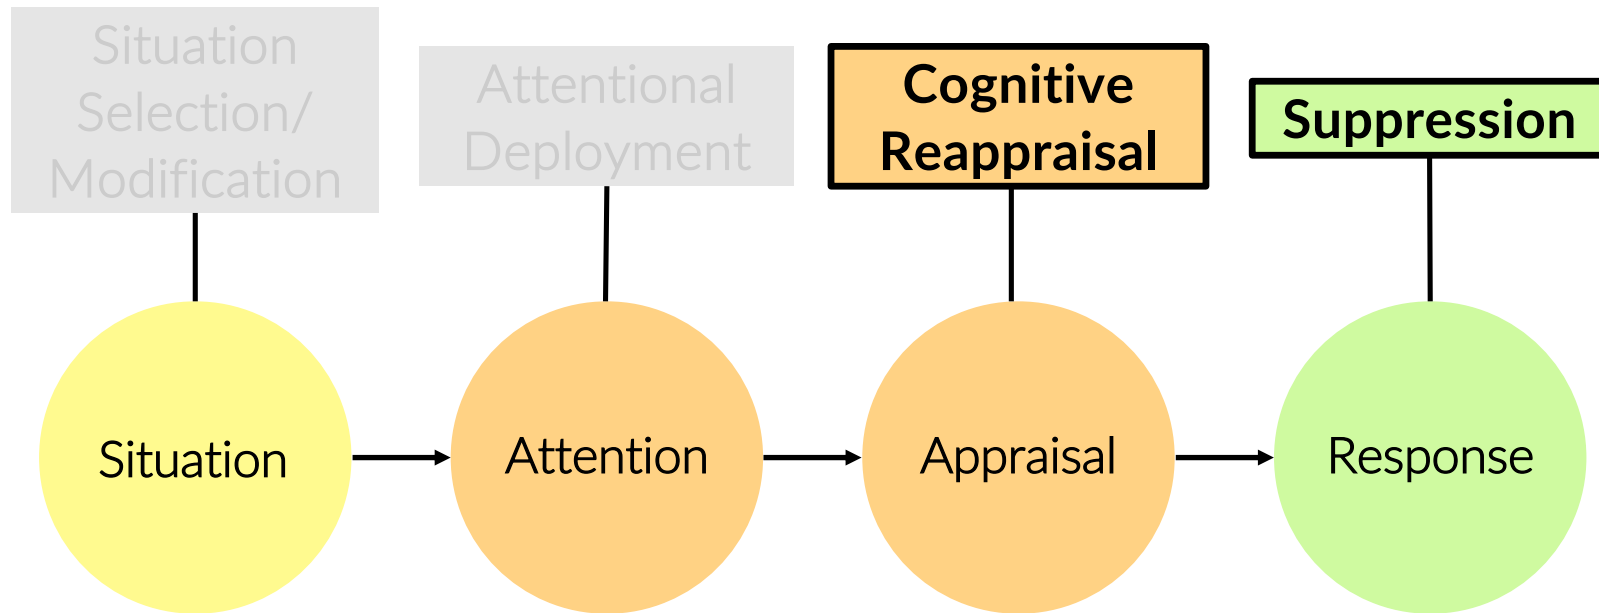 Situation
Selection/
Modification
Attentional
Deployment
Cognitive
Reappraisal
Suppression
Situation
Attention
Appraisal
Response